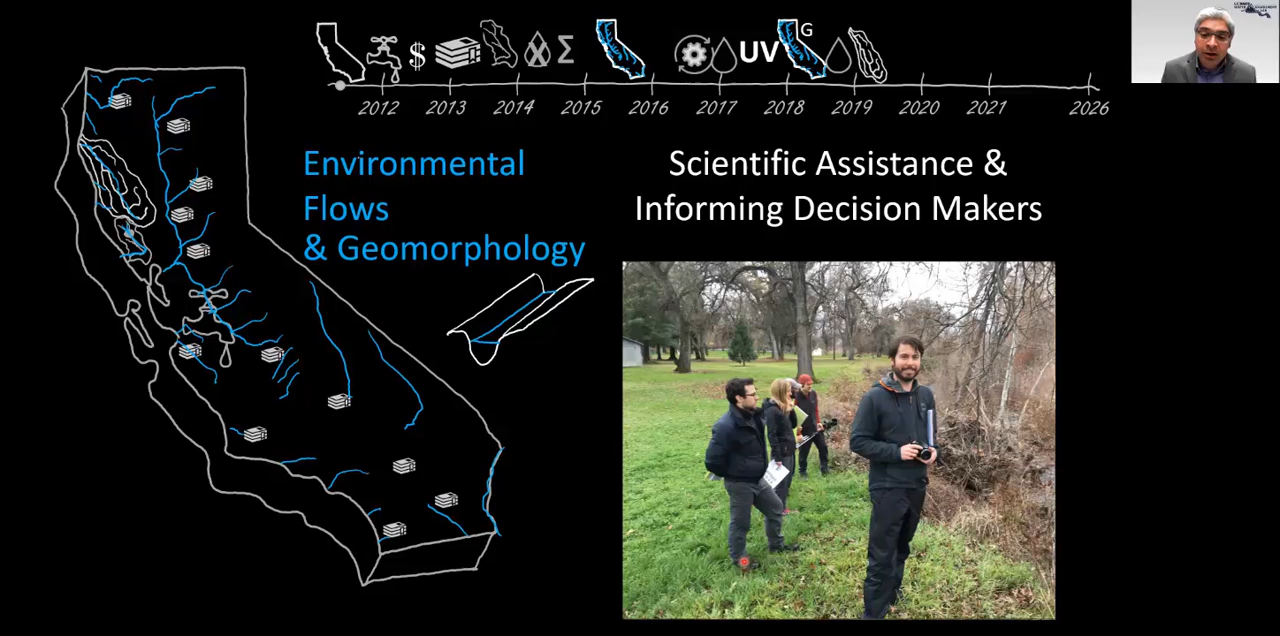 $
Σ
UV
G
2012 2013 2014 2015 2016 2017 2018 2019 2020 2021 2026
Environmental
Flows
& Geomorphology
Scientific Assistance &
Informing Decision Makers